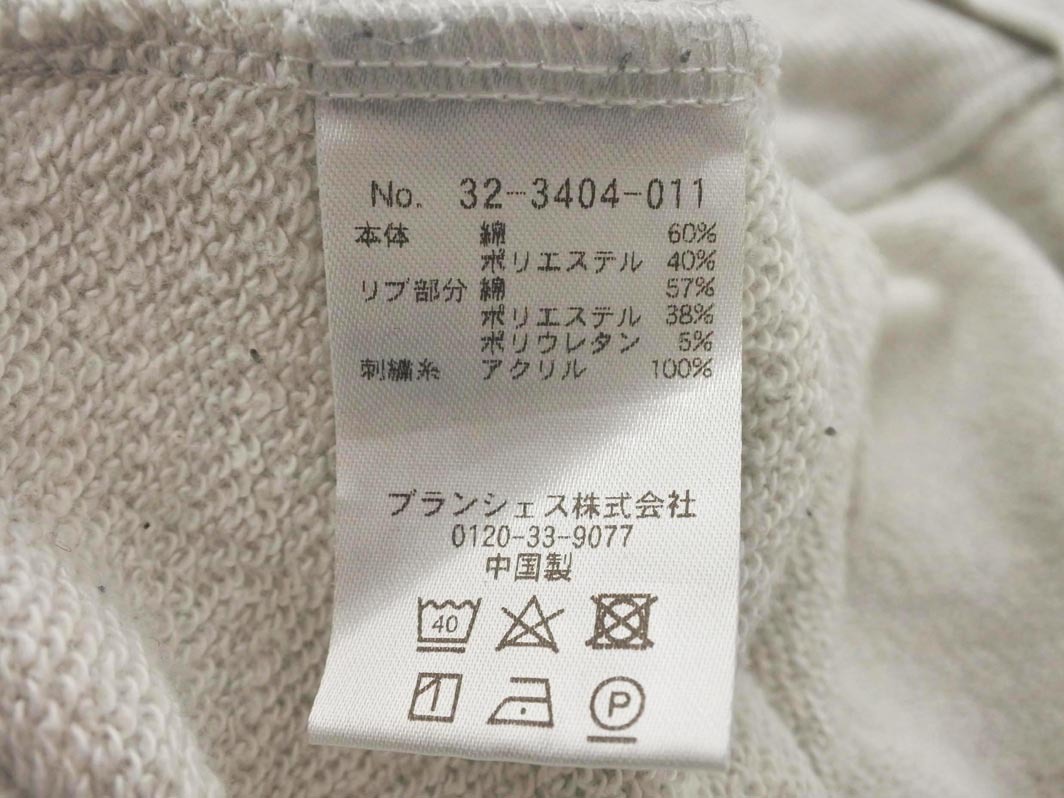 No. 32-3404-011
本体 綿 60%
ポリエステル 40%
リブ部分 綿 57%
ポリエステル 38%
ポリウレタン 5%
刺繍糸 アクリル 100%
ブランシェス株式会社
0120-33-9077
中国製
40
P